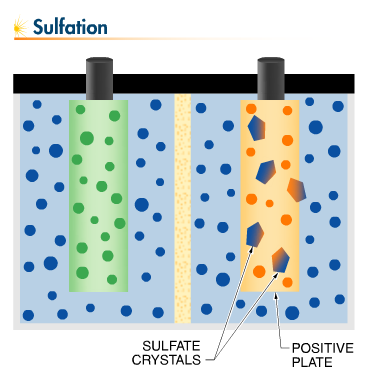 Sulfation
SULFATE
CRYSTALS
POSITIVE
PLATE